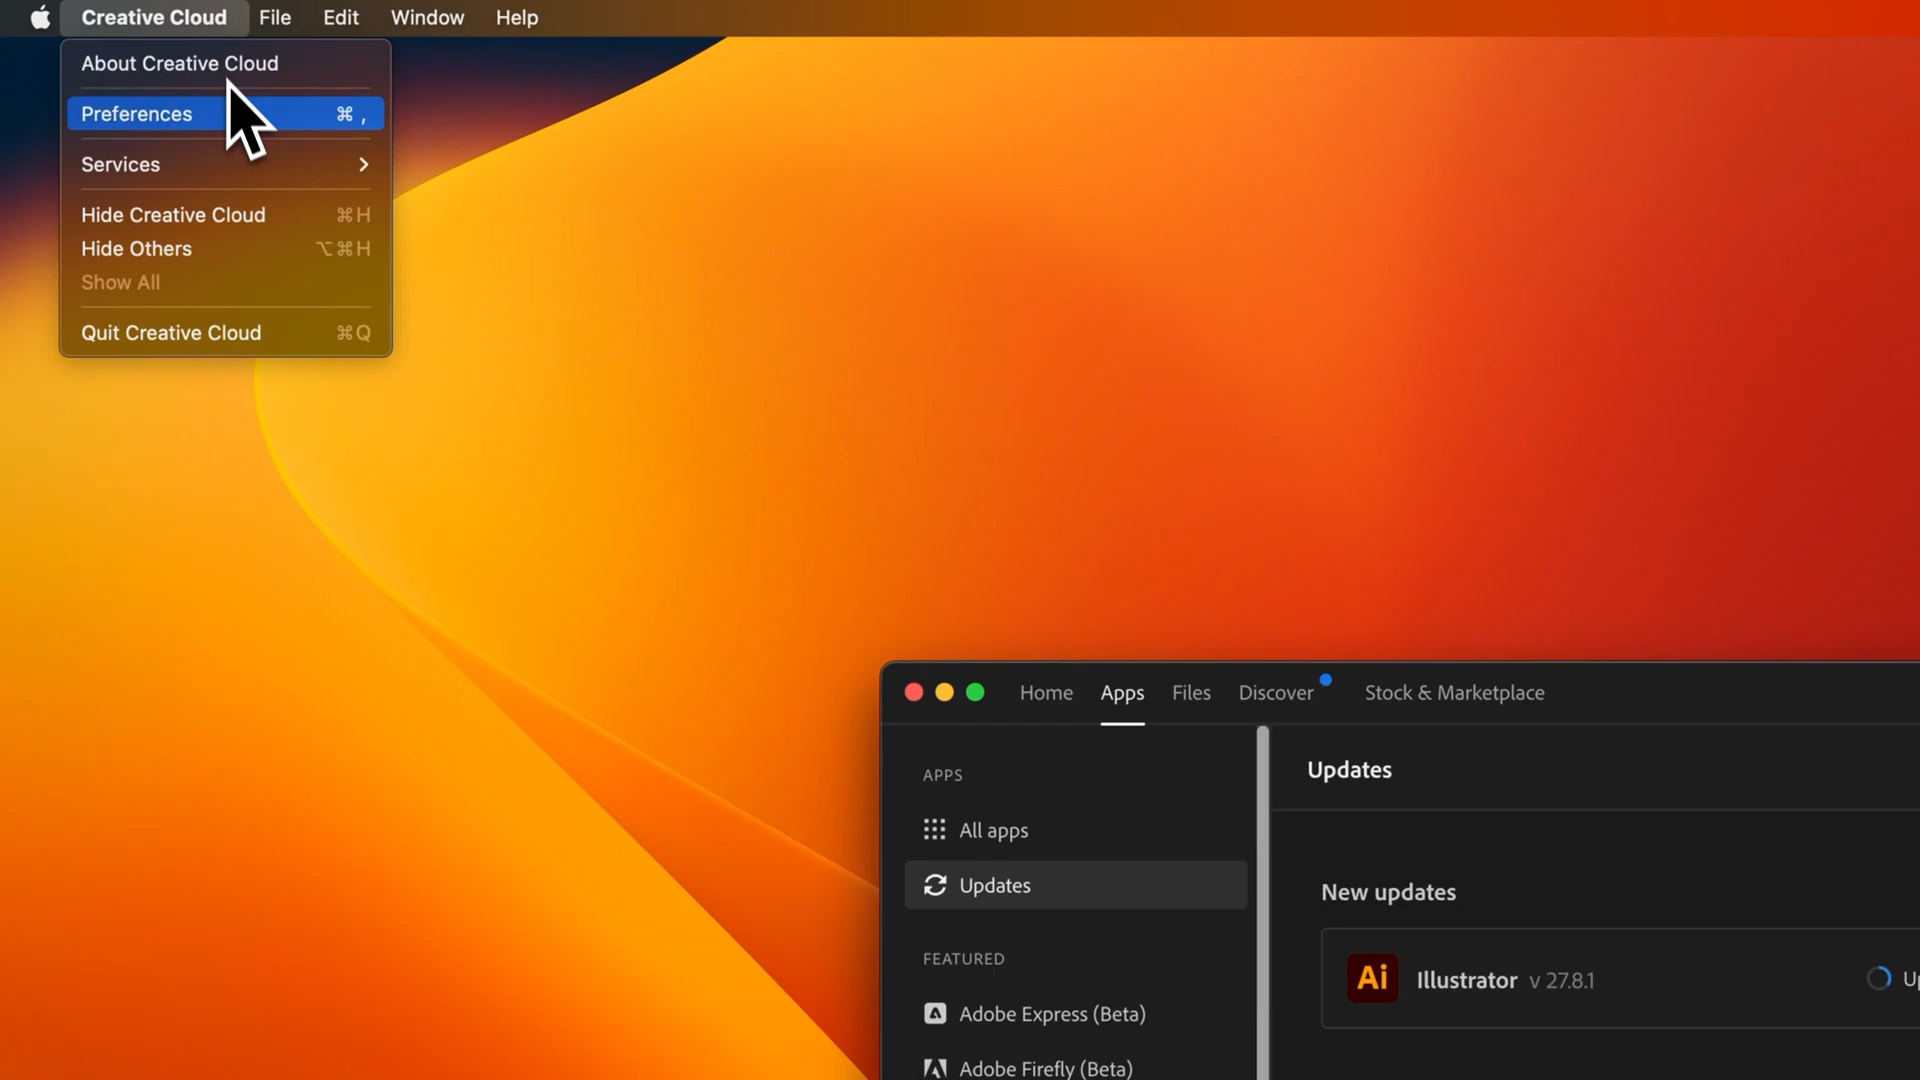 Creative Cloud File Edit Window Help
About Creative Cloud
Preferences ⌘ ,
Services
Hide Creative Cloud ⌘H
Hide Others ⌥⌘H
Show All
Quit Creative Cloud ⌘Q
Home Apps Files Discover Stock & Marketplace
APPS
All apps
Updates
FEATURED
Adobe Express (Beta)
Adobe Firefly (Beta)
Updates
New updates
Ai Illustrator v 27.8.1